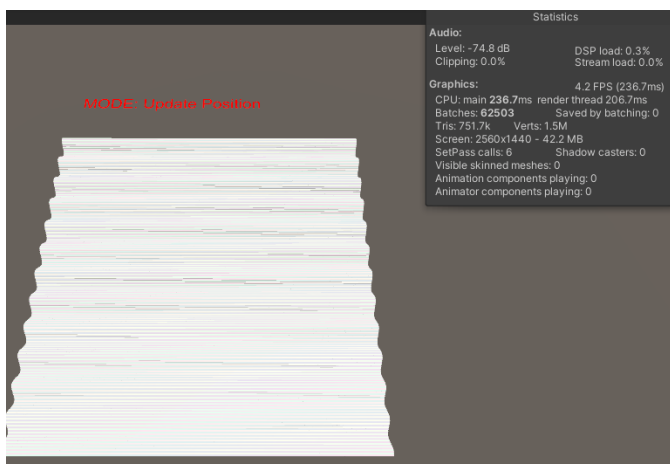 Statistics
Audio:
Level: -74.8 dB DSP load: 0.3%
Clipping: 0.0% Stream load: 0.0%
Graphics: 4.2 FPS (236.7ms)
CPU: main 236.7ms render thread 206.7ms
Batches: 62503 Saved by batching: 0
Tris: 751.7k Verts: 1.5M
Screen: 2560x1440 - 42.2 MB
SetPass calls: 6 Shadow casters: 0
Visible skinned meshes: 0
Animation components playing: 0
Animator components playing: 0
MODE: Update Position